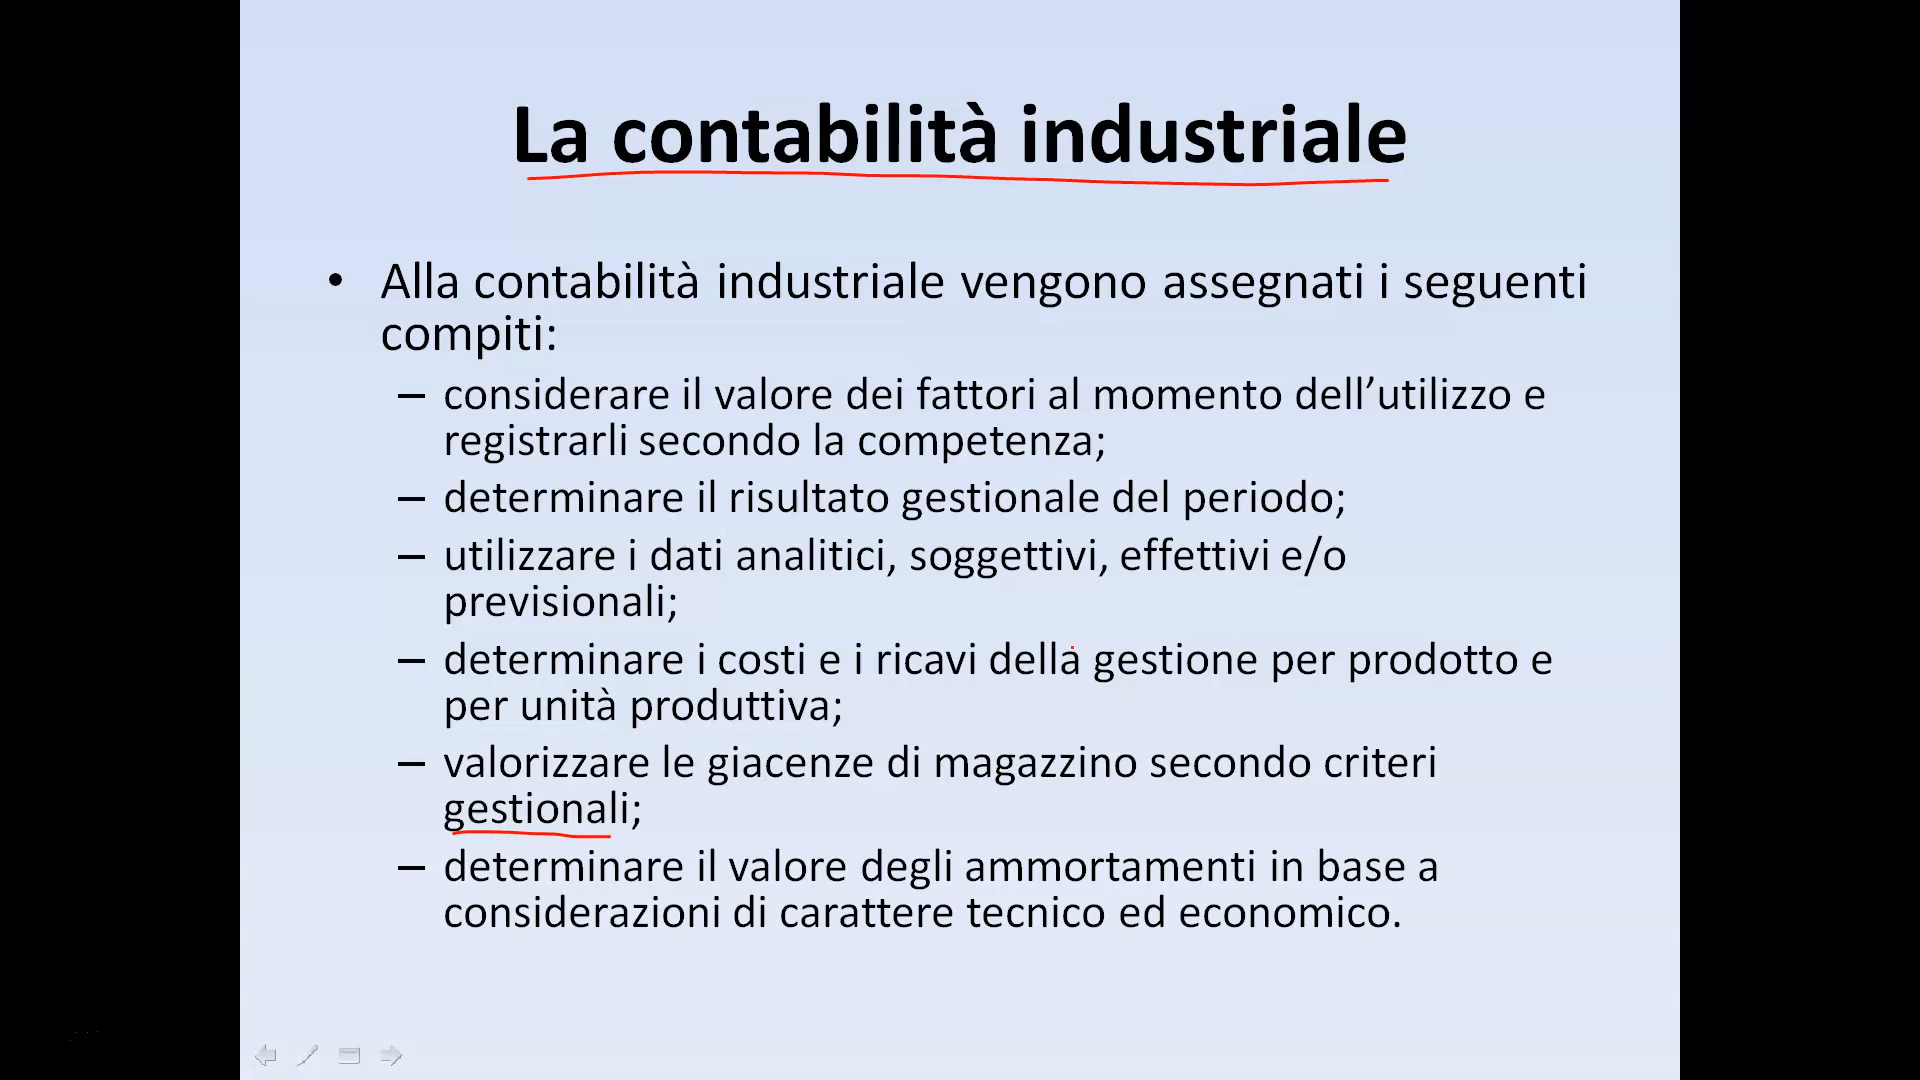 La contabilità industriale
• Alla contabilità industriale vengono assegnati i seguenti
compiti:
– considerare il valore dei fattori al momento dell’utilizzo e
registrarli secondo la competenza;
– determinare il risultato gestionale del periodo;
– utilizzare i dati analitici, soggettivi, effettivi e/o
previsionali;
– determinare i costi e i ricavi della gestione per prodotto e
per unità produttiva;
– valorizzare le giacenze di magazzino secondo criteri
gestionali;
– determinare il valore degli ammortamenti in base a
considerazioni di carattere tecnico ed economico.